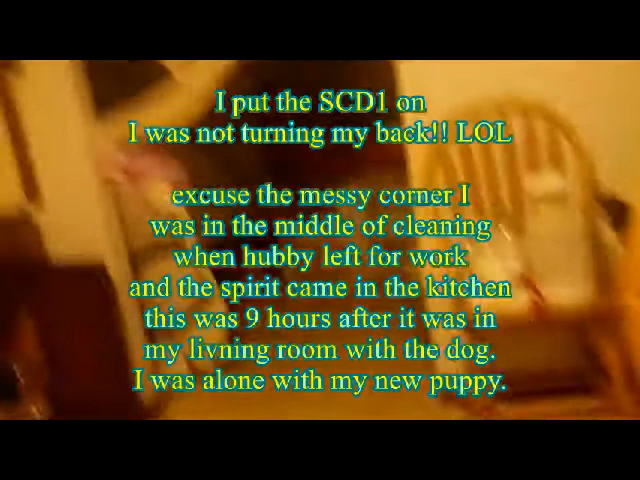 I put the SCD1 on
I was not turning my back!! LOL
excuse the messy corner I
was in the middle of cleaning
when hubby left for work
and the spirit came in the kitchen
this was 9 hours after it was in
my livning room with the dog.
I was alone with my new puppy.